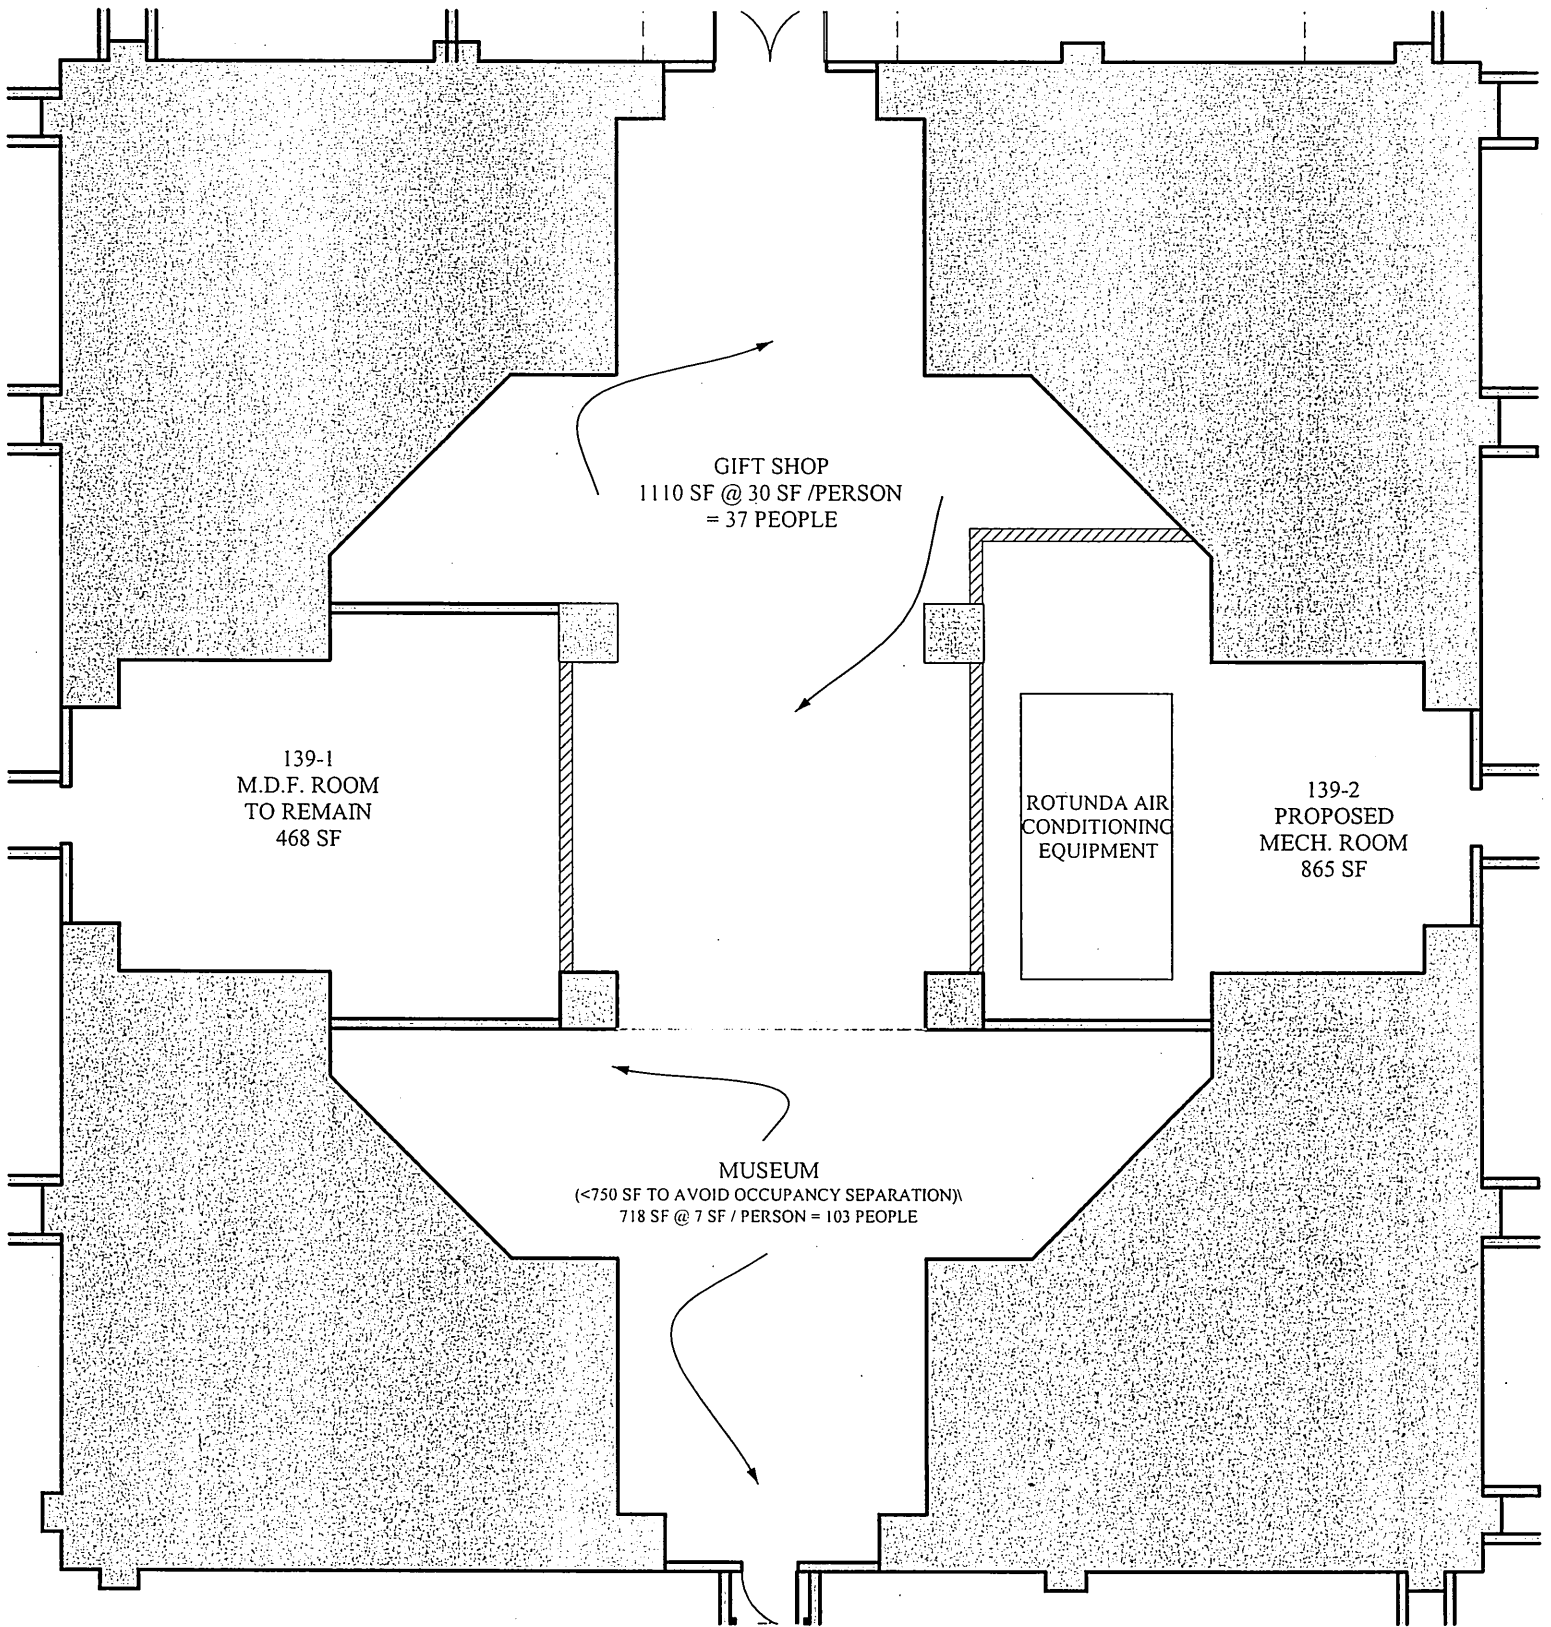 GIFT SHOP
1110 SF @ 30 SF /PERSON
= 37 PEOPLE
139-1
M.D.F. ROOM
TO REMAIN
468 SF
ROTUNDA AIR
CONDITIONING
EQUIPMENT
139-2
PROPOSED
MECH. ROOM
865 SF
MUSEUM
(<750 SF TO AVOID OCCUPANCY SEPARATION)\
718 SF @ 7 SF / PERSON = 103 PEOPLE